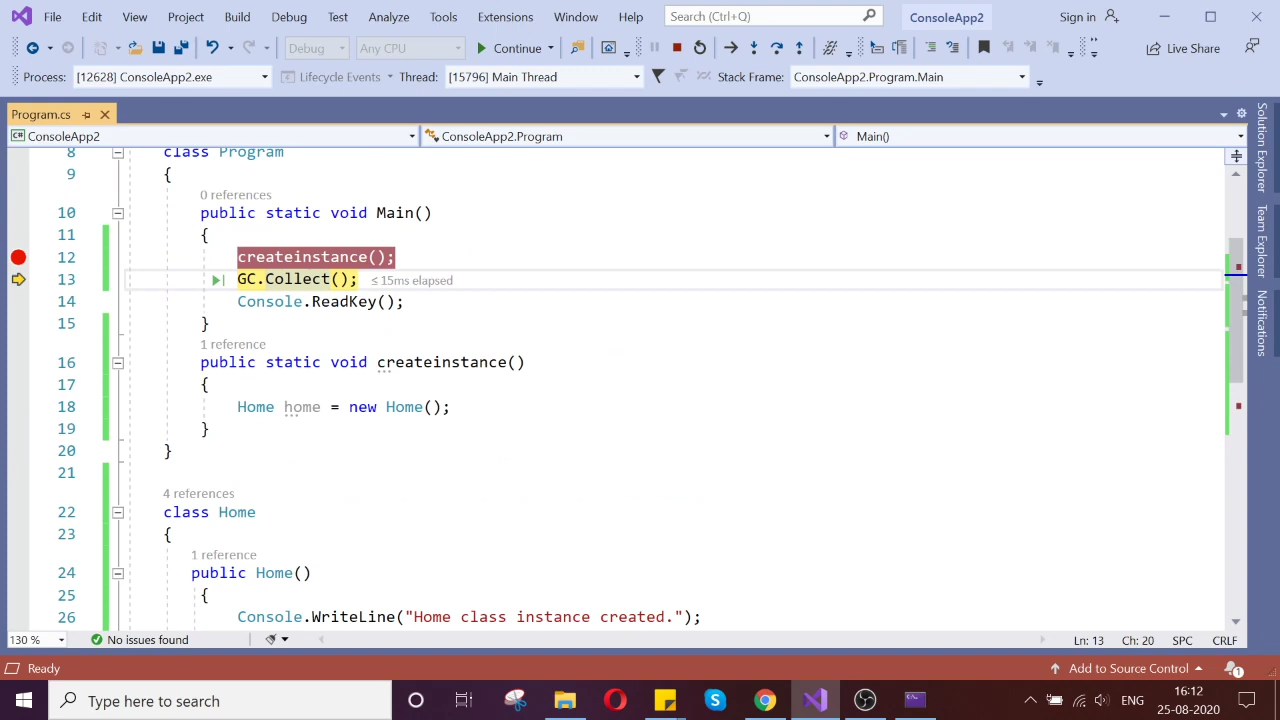 File Edit View Project Build Debug Test Analyze Tools Extensions Window Help Search (Ctrl+Q) ConsoleApp2 Sign in
Debug Any CPU Continue Live Share
Process: [12628] ConsoleApp2.exe Lifecycle Events Thread: [15796] Main Thread Stack Frame: ConsoleApp2.Program.Main
Program.cs
C# ConsoleApp2 ConsoleApp2.Program Main()
8 class Program
9 {
0 references
10 public static void Main()
11 {
12 createinstance();
13 GC.Collect(); ≤ 15ms elapsed
14 Console.ReadKey();
15 }
1 reference
16 public static void createinstance()
17 {
18 Home home = new Home();
19 }
20 }
21
4 references
22 class Home
23 {
1 reference
24 public Home()
25 {
26 Console.WriteLine("Home class instance created.");
Solution Explorer
Team Explorer
Notifications
130 % No issues found Ln: 13 Ch: 20 SPC CRLF
Ready Add to Source Control 1
Type here to search ENG 16:12
25-08-2020